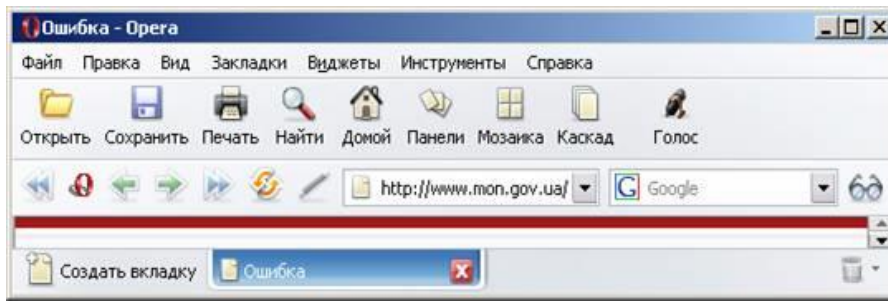 Ошибка - Opera
Файл Правка Вид Закладки Виджеты Инструменты Справка
Открыть Сохранить Печать Найти Домой Панели Мозаика Каскад Голос
http://www.mon.gov.ua/ Google
Создать вкладку Ошибка